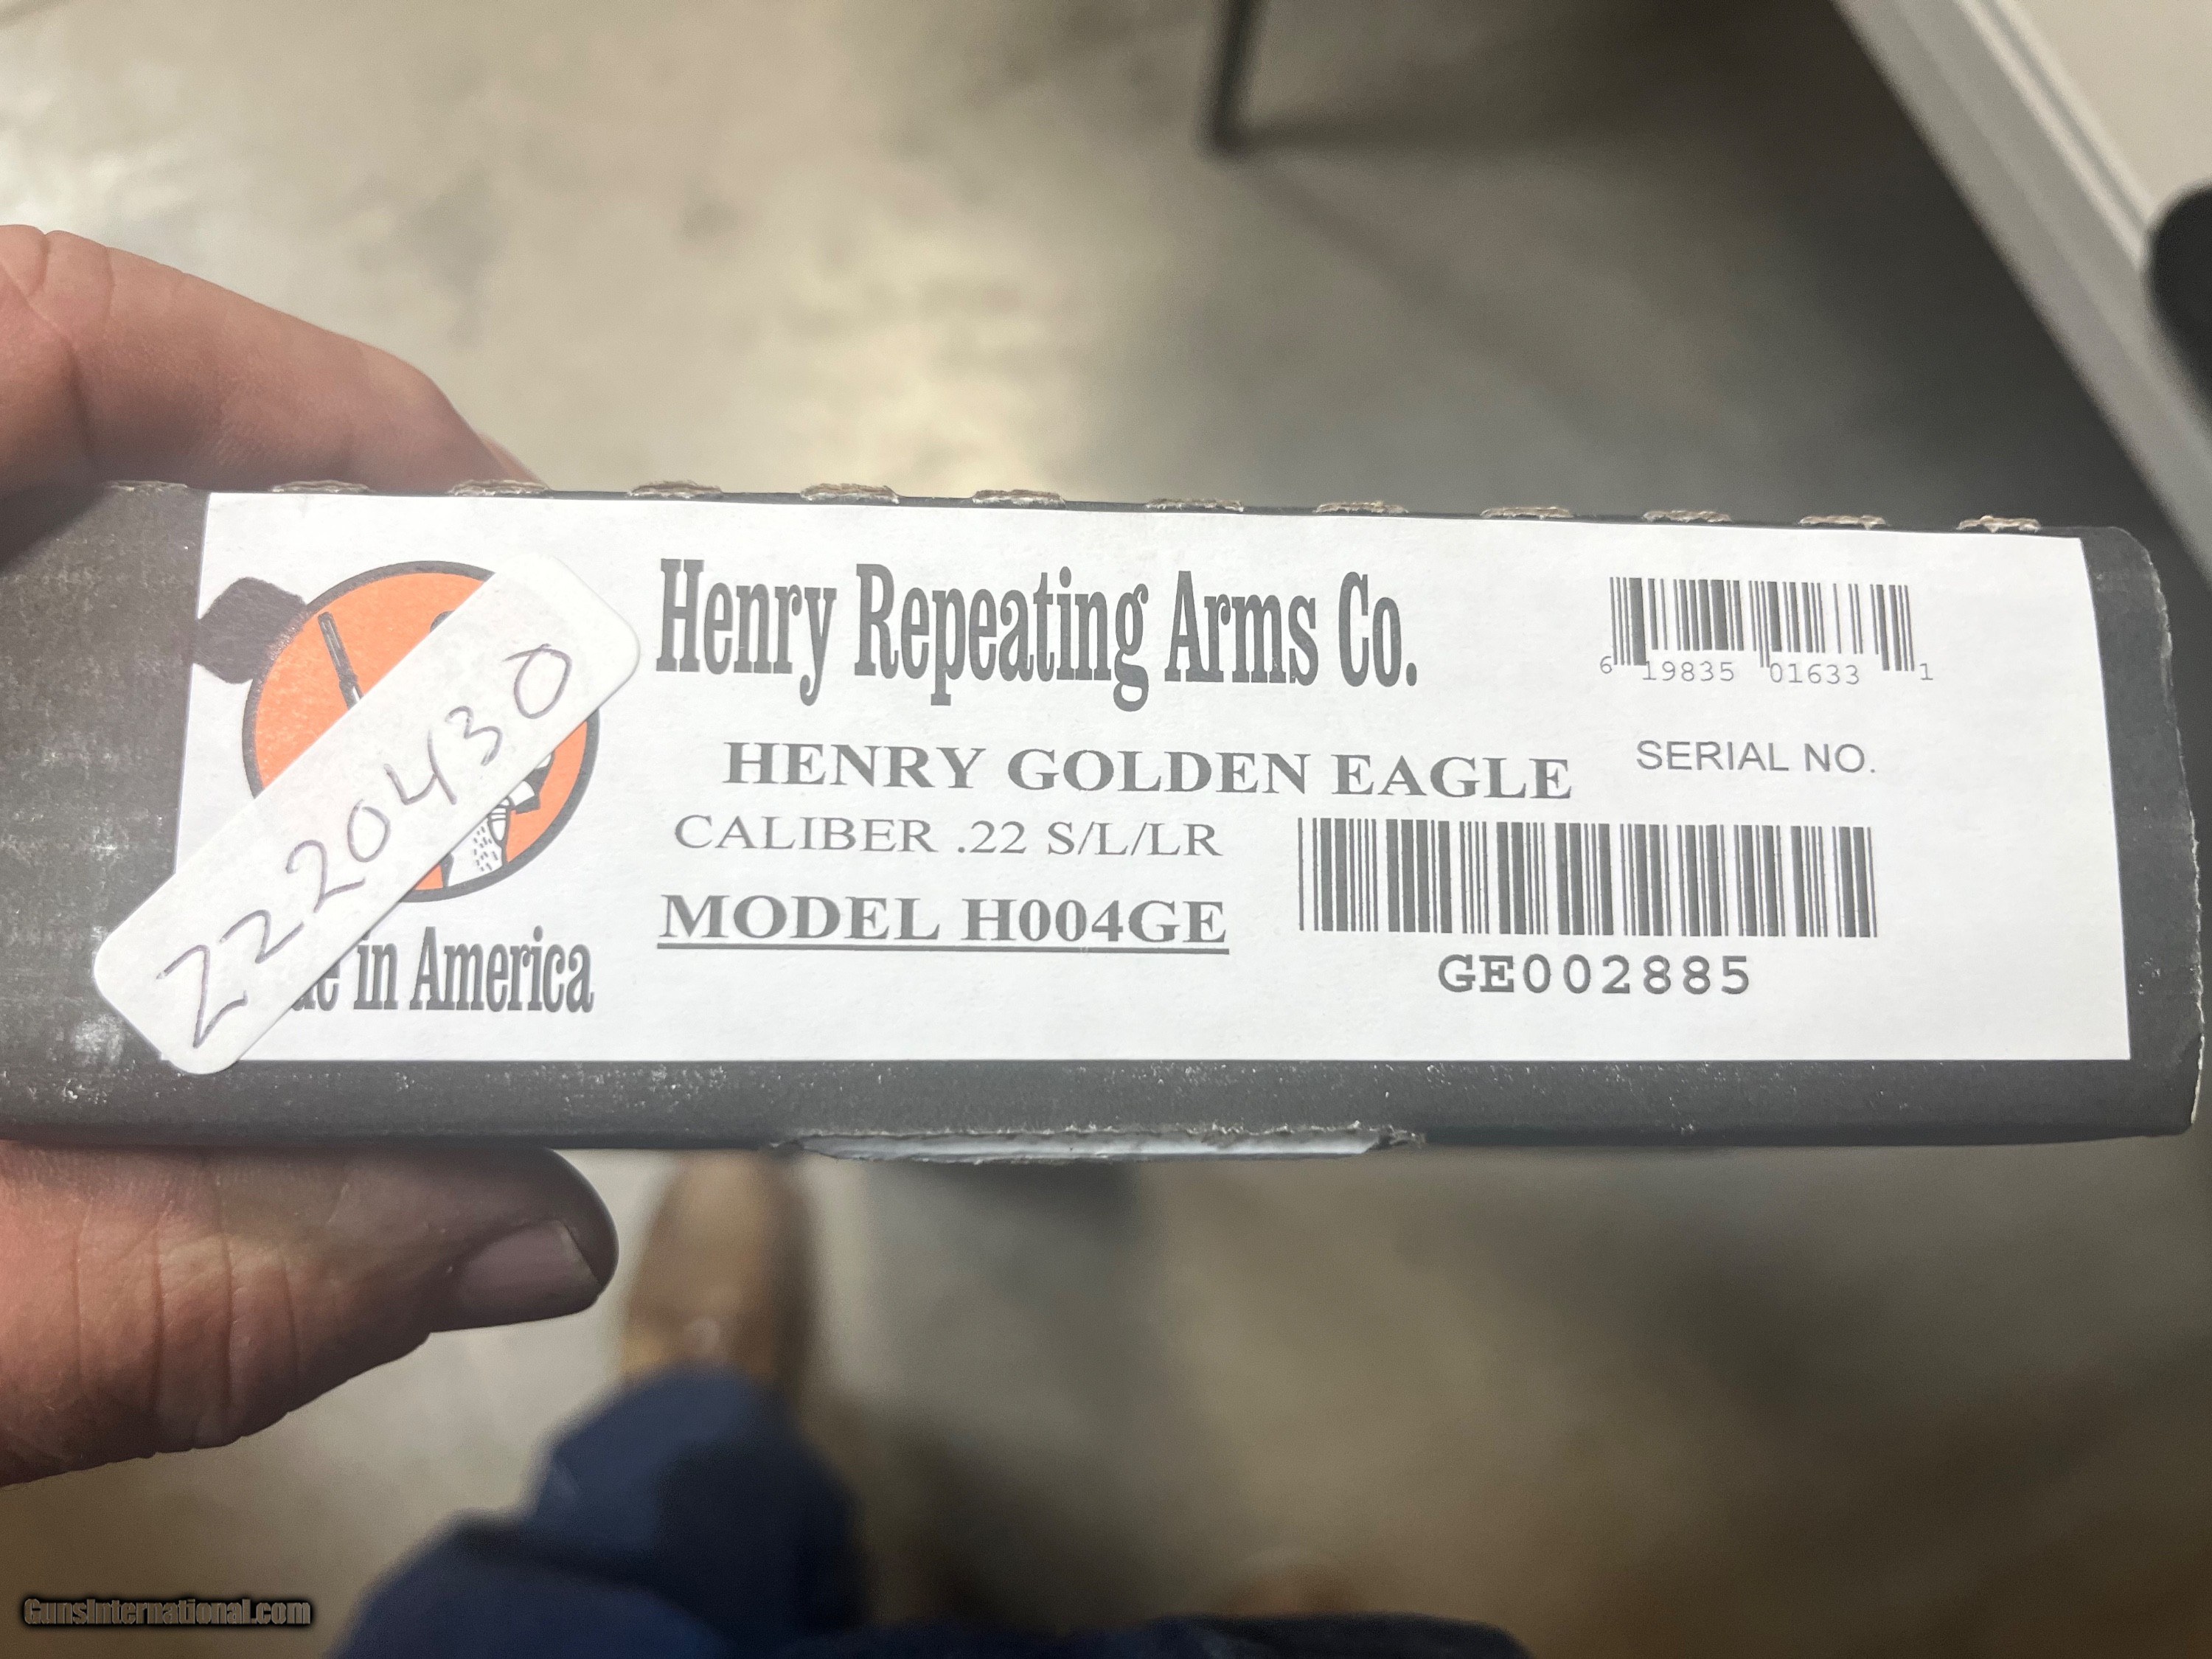 Henry Repeating Arms Co.
6 19835 01633 1
HENRY GOLDEN EAGLE
SERIAL NO.
CALIBER .22 S/L/LR
MODEL H004GE
GE002885
2220430
in America
GunsInternational.com